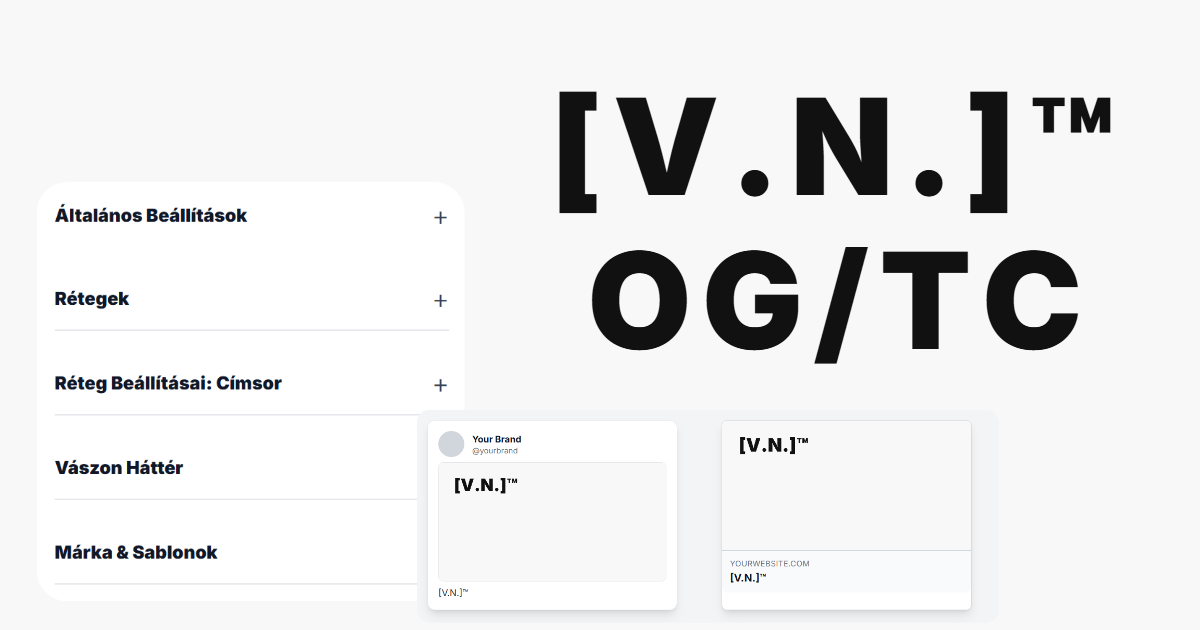 [V.N.]™
OG/TC
Általános Beállítások
Rétegek
Réteg Beállításai: Címsor
Vászon Háttér
Márka & Sablonok
Your Brand
@yourbrand
[V.N.]™
[V.N.]™
[V.N.]™
YOURWEBSITE.COM
[V.N.]™